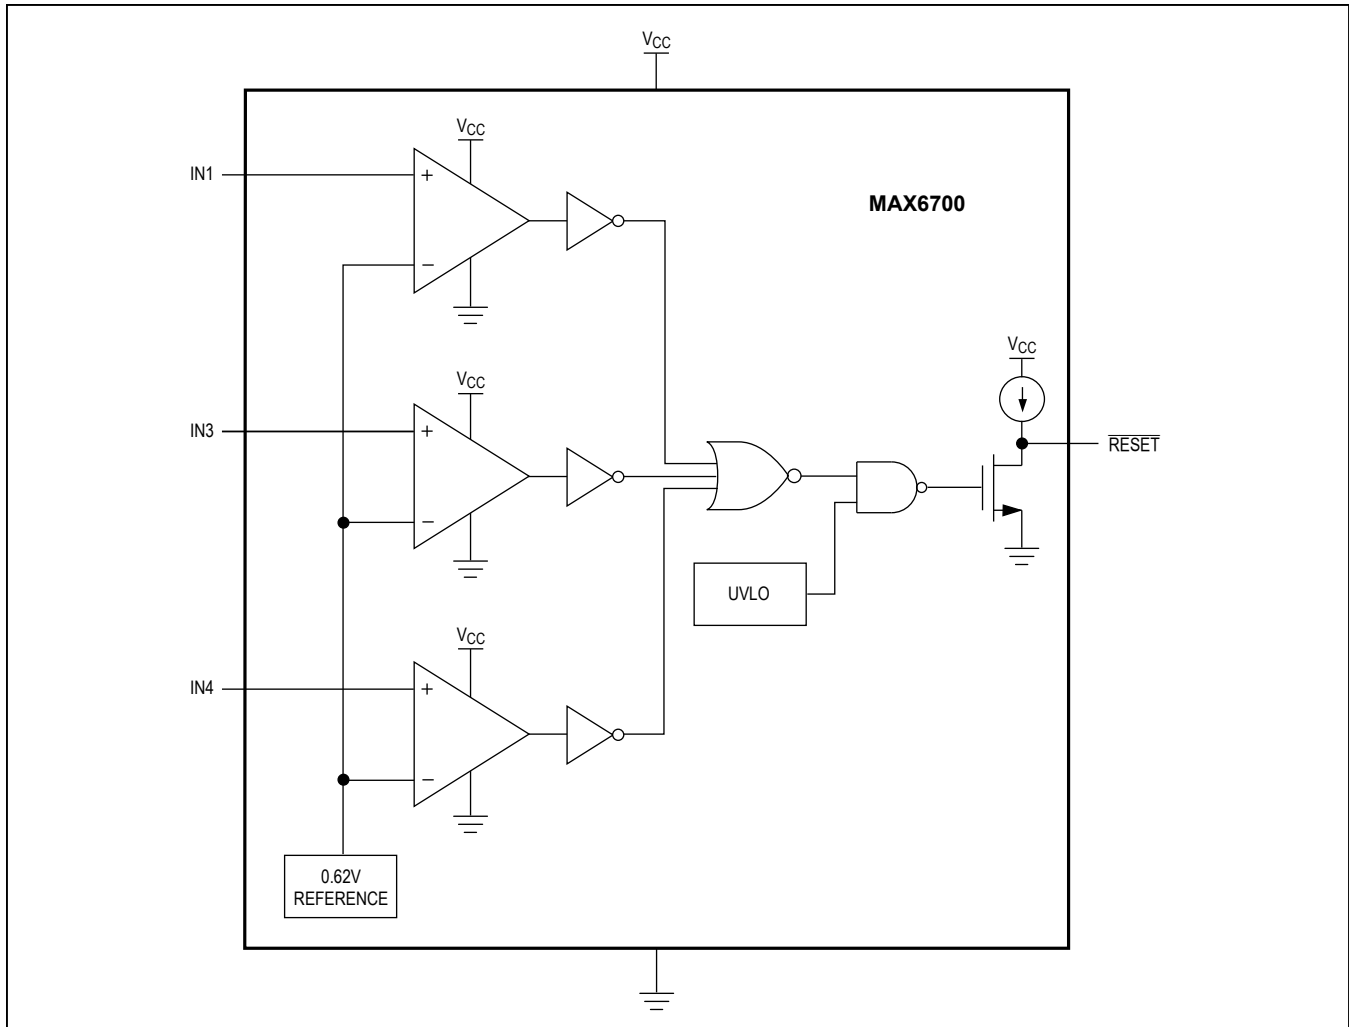 VCC
VCC
IN1
+
−
MAX6700
VCC
IN3
+
−
VCC
RESET
UVLO
VCC
IN4
+
−
0.62V
REFERENCE